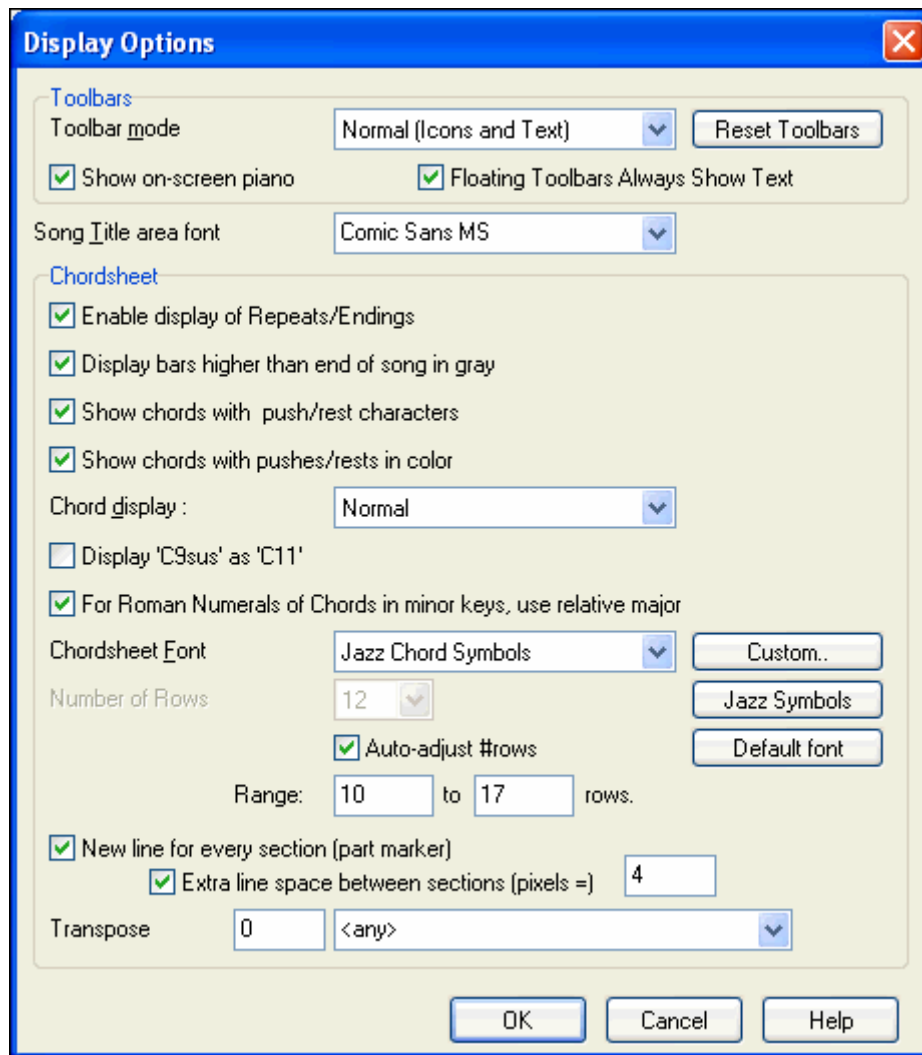 Display Options
Toolbars
Toolbar mode Normal (Icons and Text) Reset Toolbars
Show on-screen piano Floating Toolbars Always Show Text
Song Title area font Comic Sans MS
Chordsheet
Enable display of Repeats/Endings
Display bars higher than end of song in gray
Show chords with push/rest characters
Show chords with pushes/rests in color
Chord display : Normal
Display 'C9sus' as 'C11'
For Roman Numerals of Chords in minor keys, use relative major
Chordsheet Font Jazz Chord Symbols Custom..
Number of Rows 12 Jazz Symbols
Auto-adjust #rows Default font
Range: 10 to 17 rows.
New line for every section (part marker)
Extra line space between sections (pixels =) 4
Transpose 0 <any>
OK Cancel Help